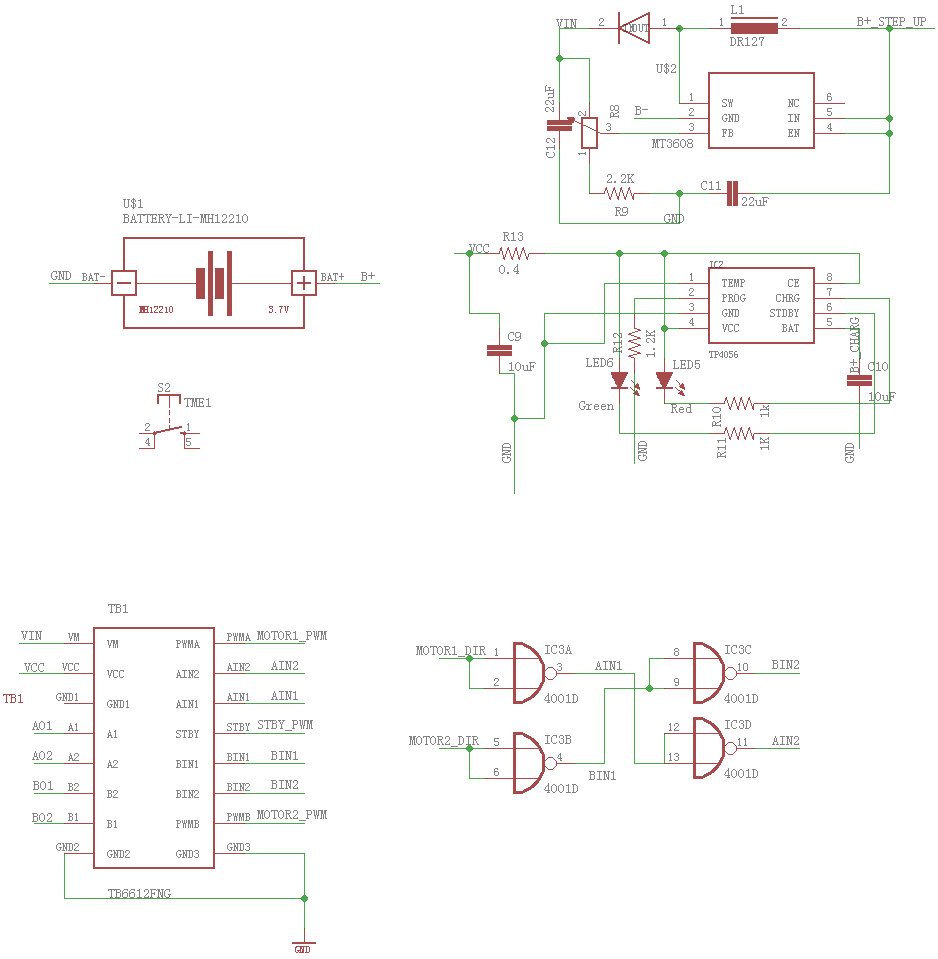 L1
VIN
2
1
1
2
B+_STEP_UP
DR127
U$2
22uF
R8
2
B-
1
SW
NC
6
2
GND
IN
5
3
3
FB
EN
4
C12
1
MT3608
2.2K
C11
22uF
R9
GND
U$1
BATTERY-LI-MH12210
GND
BAT-
BAT+
B+
MH12210
3.7V
R13
VCC
0.4
IC2
1
TEMP
CE
8
2
PROG
CHRG
7
3
GND
STDBY
6
4
VCC
BAT
5
TP4056
C9
10uF
R12
1.2K
B+_CHARG
LED6
LED5
C10
10uF
Green
Red
R10
1k
R11
1K
GND
GND
GND
S2
TME1
2
1
4
5
TB1
VIN
VM
VM
PWMA
PWMA
MOTOR1_PWM
VCC
VCC
VCC
AIN2
AIN2
AIN2
TB1
GND1
GND1
AIN1
AIN1
AIN1
AO1
A1
A1
STBY
STBY
STBY_PWM
AO2
A2
A2
BIN1
BIN1
BIN1
BO1
B2
B2
BIN2
BIN2
BIN2
BO2
B1
B1
PWMB
PWMB
MOTOR2_PWM
GND2
GND2
GND3
GND3
TB6612FNG
GND
MOTOR1_DIR
1
2
3
IC3A
4001D
AIN1
8
9
10
IC3C
4001D
BIN2
MOTOR2_DIR
5
6
4
IC3B
4001D
BIN1
12
13
11
IC3D
4001D
AIN2